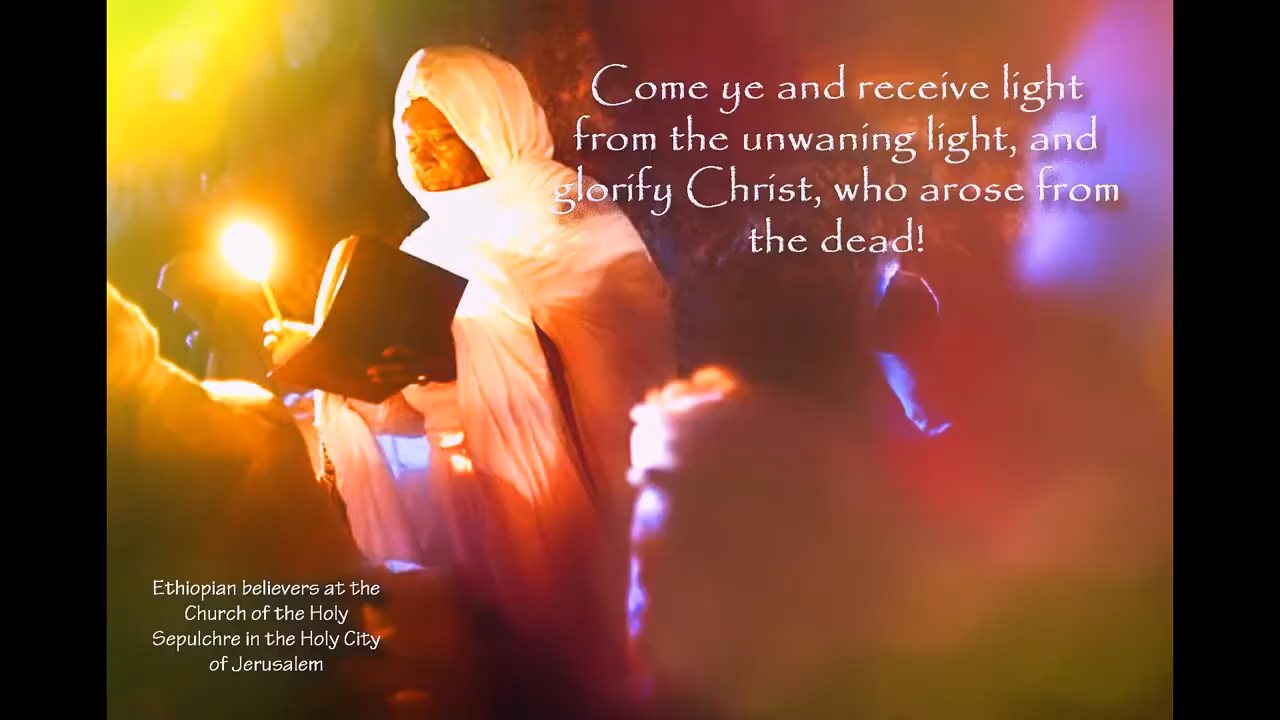 Come ye and receive light
from the unwaning light, and
glorify Christ, who arose from
the dead!
Ethiopian believers at the
Church of the Holy
Sepulchre in the Holy City
of Jerusalem